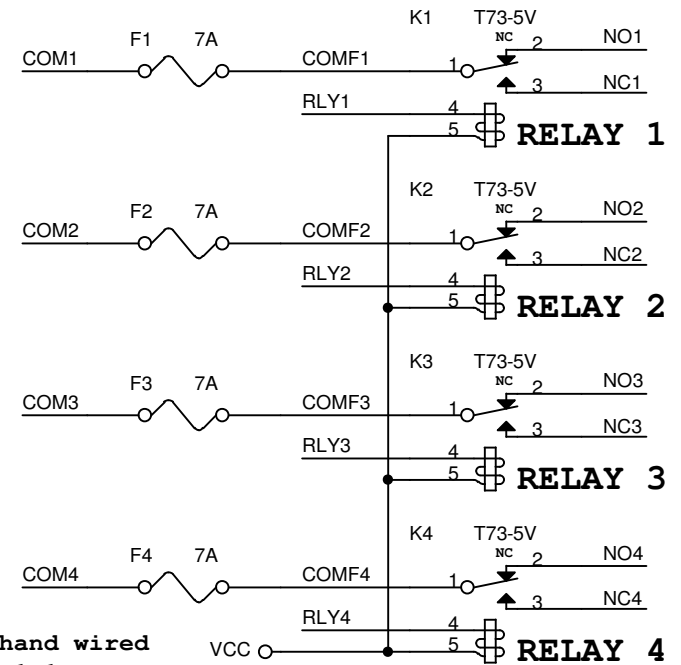 K1 T73-5V
F1 7A NC 2 NO1
COM1 COMF1 1
3 NC1
RLY1 4
5 RELAY 1
K2 T73-5V
F2 7A NC 2 NO2
COM2 COMF2 1
3 NC2
RLY2 4
5 RELAY 2
K3 T73-5V
F3 7A NC 2 NO3
COM3 COMF3 1
3 NC3
RLY3 4
5 RELAY 3
K4 T73-5V
F4 7A NC 2 NO4
COM4 COMF4 1
3 NC4
RLY4 4
hand wired
VCC 5 RELAY 4